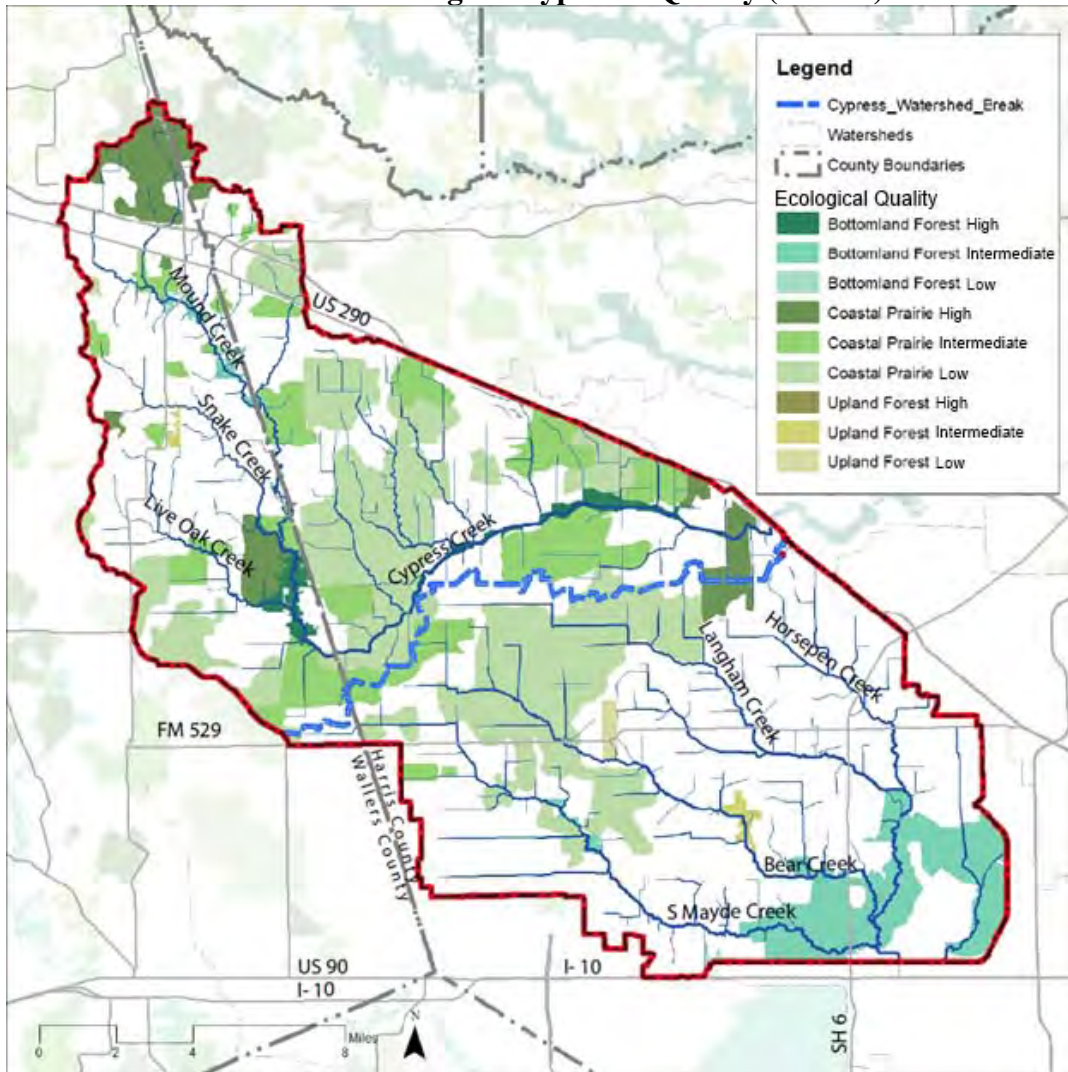 Legend
Cypress_Watershed_Break
Watersheds
County Boundaries
Ecological Quality
Bottomland Forest High
Bottomland Forest Intermediate
Bottomland Forest Low
Coastal Prairie High
Coastal Prairie Intermediate
Coastal Prairie Low
Upland Forest High
Upland Forest Intermediate
Upland Forest Low
Mound Creek
US 290
Snake Creek
Live Oak Creek
Cypress Creek
Horsepen Creek
Langham Creek
FM 529
Harris County
Wallers County
Bear Creek
S Mayde Creek
US 90
I-10
I-10
SH 6
N
Miles
0 2 4 8